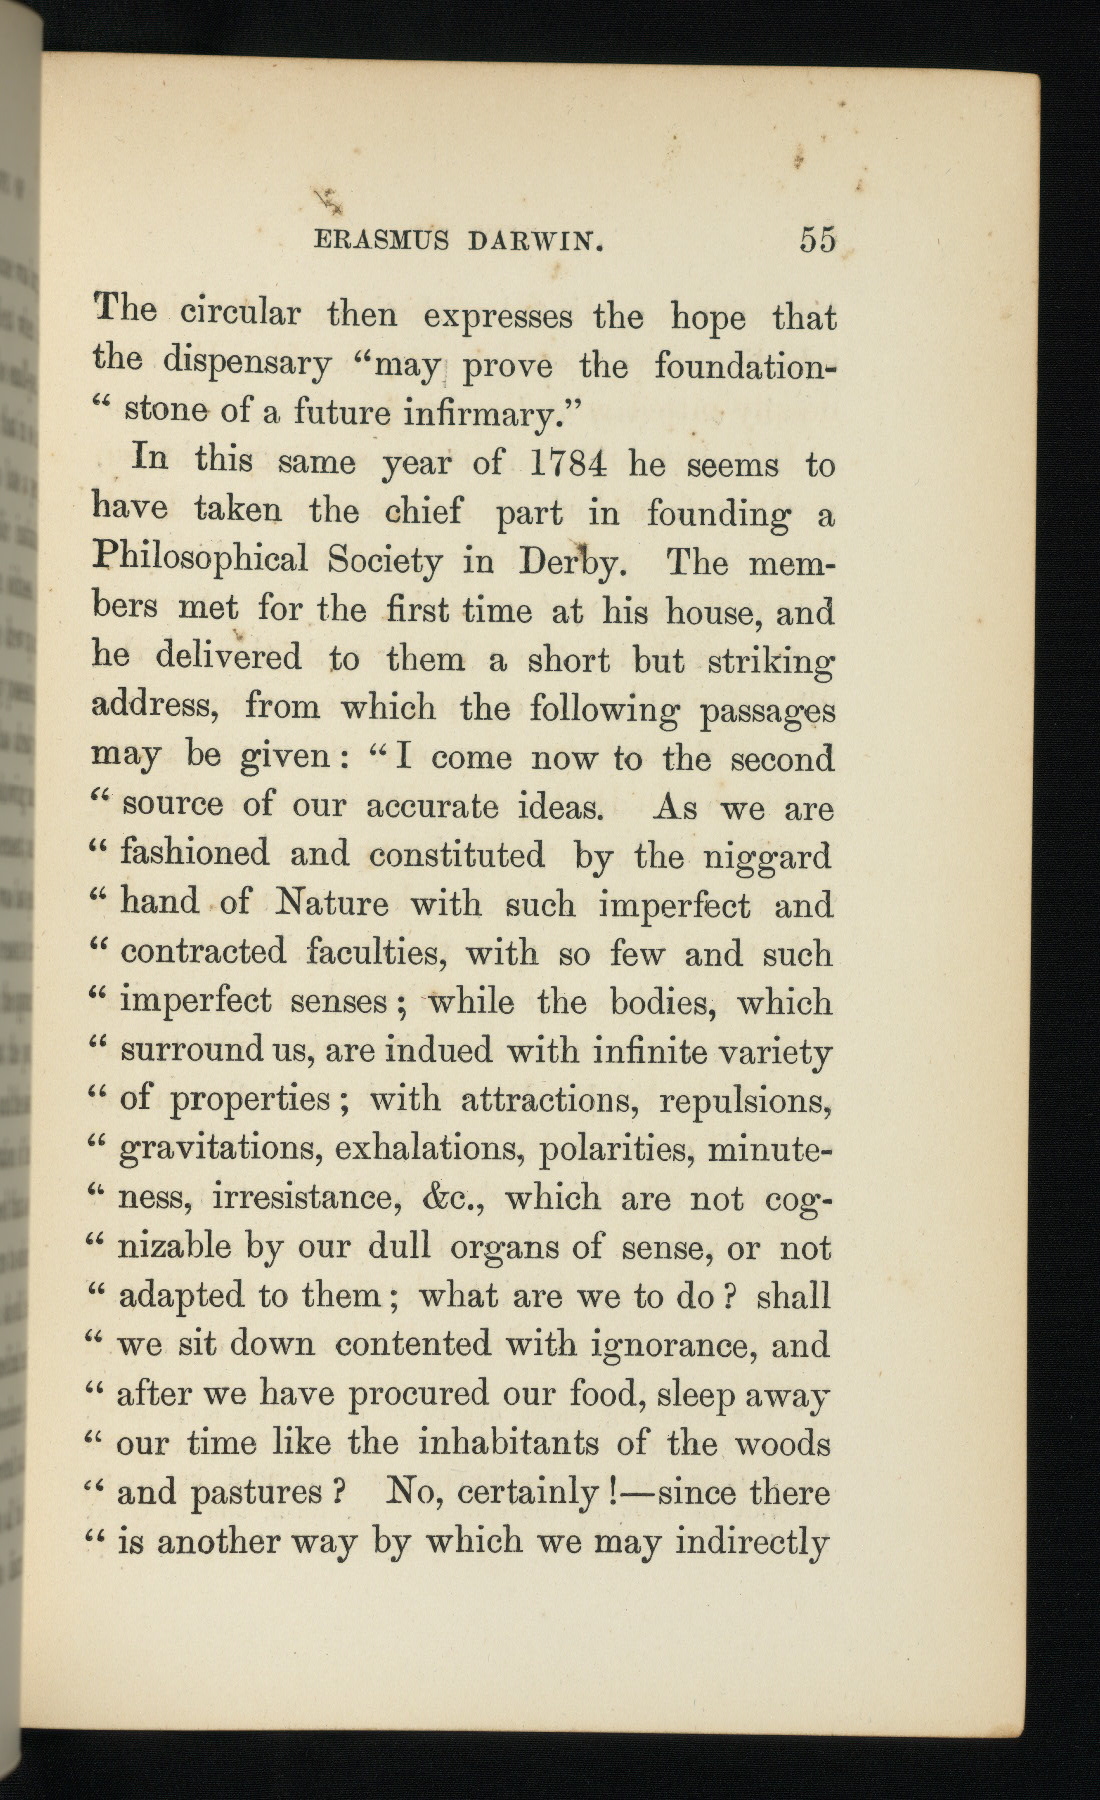 ERASMUS DARWIN. 55
The circular then expresses the hope that
the dispensary “may prove the foundation-
“ stone of a future infirmary.”
In this same year of 1784 he seems to
have taken the chief part in founding a
Philosophical Society in Derby. The mem-
bers met for the first time at his house, and
he delivered to them a short but striking
address, from which the following passages
may be given: “I come now to the second
“ source of our accurate ideas. As we are
“ fashioned and constituted by the niggard
“ hand of Nature with such imperfect and
“ contracted faculties, with so few and such
“ imperfect senses; while the bodies, which
“ surround us, are indued with infinite variety
“ of properties; with attractions, repulsions,
“ gravitations, exhalations, polarities, minute-
“ ness, irresistance, &c., which are not cog-
“ nizable by our dull organs of sense, or not
“ adapted to them; what are we to do? shall
“ we sit down contented with ignorance, and
“ after we have procured our food, sleep away
“ our time like the inhabitants of the woods
“ and pastures? No, certainly!—since there
“ is another way by which we may indirectly